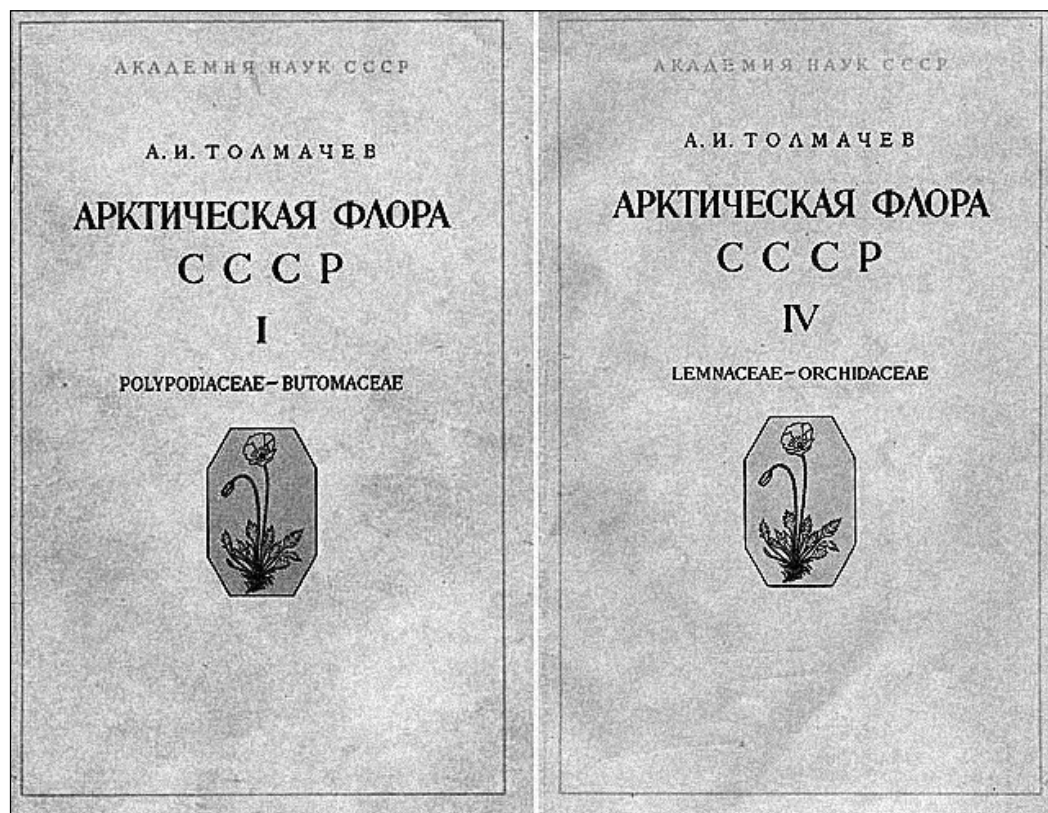 АКАДЕМИЯ НАУК СССР
А. И. ТОЛМАЧЕВ
АРКТИЧЕСКАЯ ФЛОРА
СССР
I
POLYPODIACEAE–BUTOMACEAE
АКАДЕМИЯ НАУК СССР
А. И. ТОЛМАЧЕВ
АРКТИЧЕСКАЯ ФЛОРА
СССР
IV
LEMNACEAE–ORCHIDACEAE